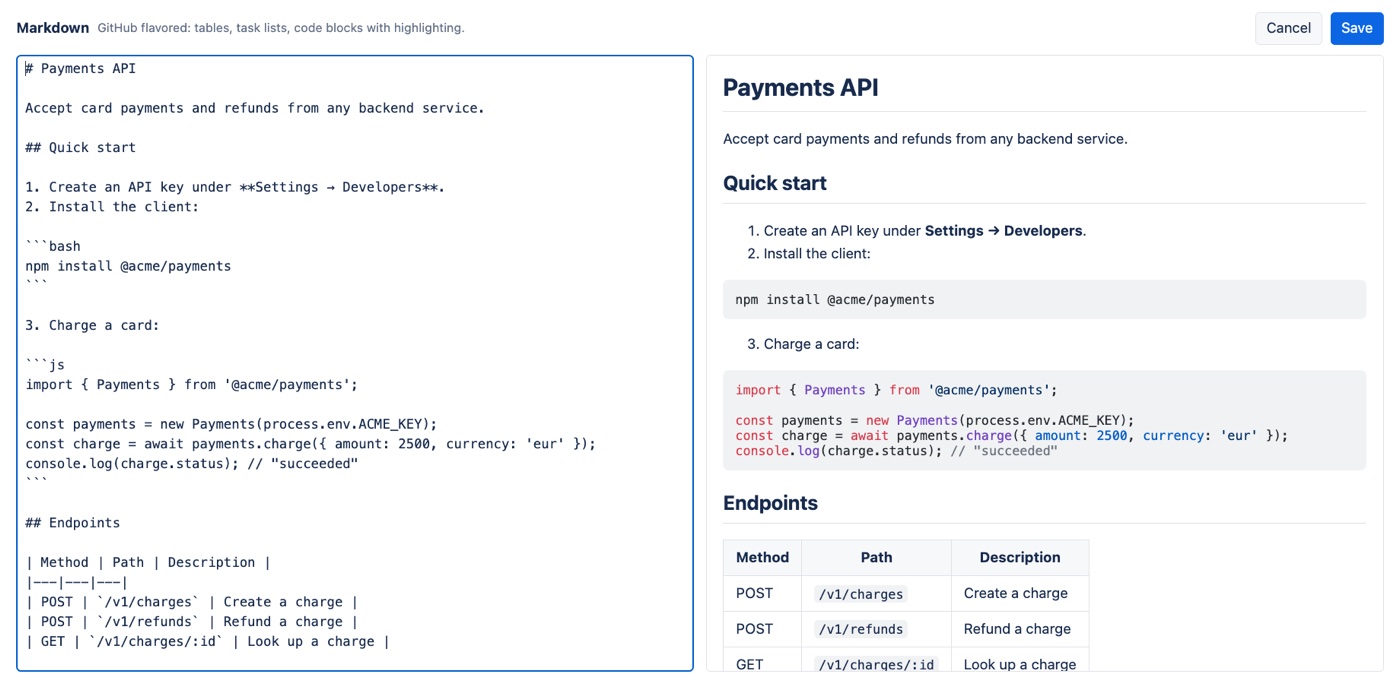 Markdown GitHub flavored: tables, task lists, code blocks with highlighting.
Cancel
Save
# Payments API

Accept card payments and refunds from any backend service.

## Quick start

1. Create an API key under **Settings → Developers**.
2. Install the client:

```bash
npm install @acme/payments
```

3. Charge a card:

```js
import { Payments } from '@acme/payments';

const payments = new Payments(process.env.ACME_KEY);
const charge = await payments.charge({ amount: 2500, currency: 'eur' });
console.log(charge.status); // "succeeded"
```

## Endpoints

| Method | Path | Description |
|---|---|---|
| POST | `/v1/charges` | Create a charge |
| POST | `/v1/refunds` | Refund a charge |
| GET | `/v1/charges/:id` | Look up a charge |

Payments API
Accept card payments and refunds from any backend service.
Quick start
1. Create an API key under Settings → Developers.
2. Install the client:
npm install @acme/payments
3. Charge a card:
import { Payments } from '@acme/payments';

const payments = new Payments(process.env.ACME_KEY);
const charge = await payments.charge({ amount: 2500, currency: 'eur' });
console.log(charge.status); // "succeeded"
Endpoints
Method Path Description
POST /v1/charges Create a charge
POST /v1/refunds Refund a charge
GET /v1/charges/:id Look up a charge